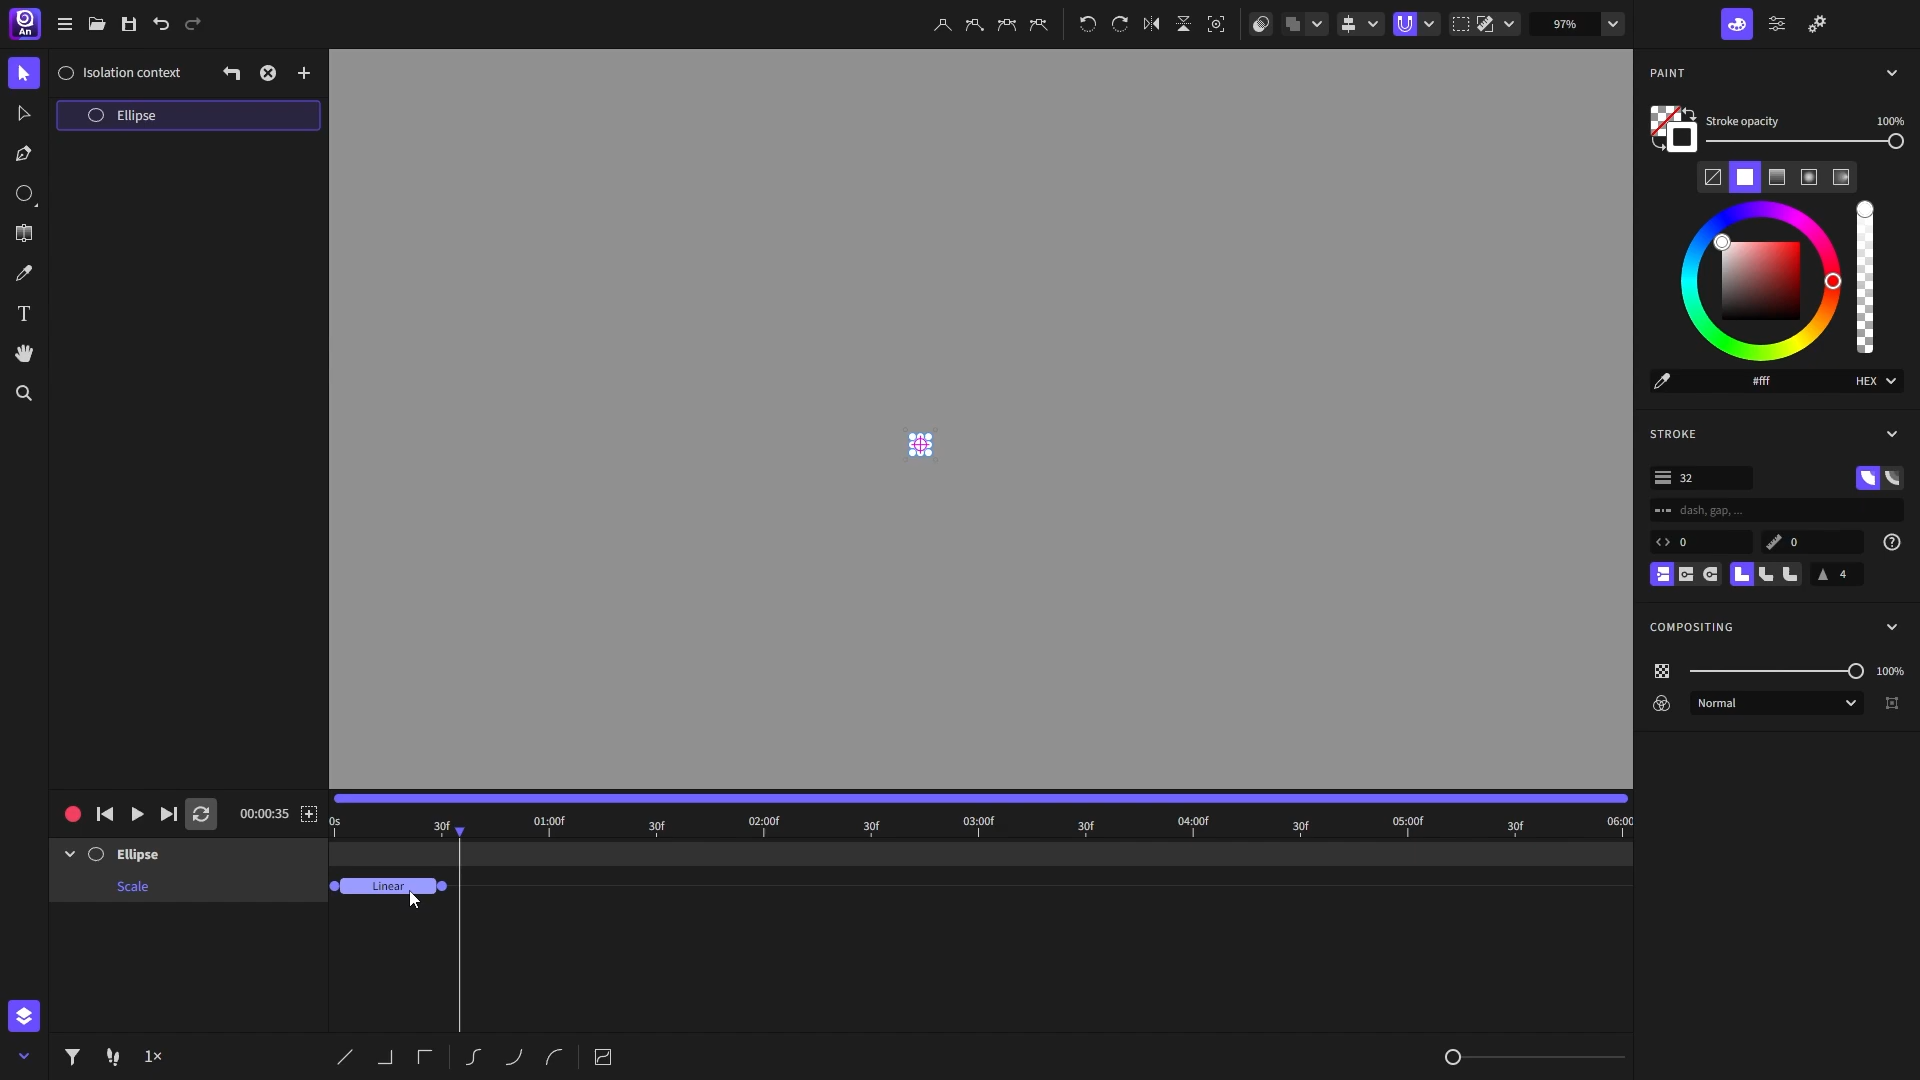 An
97%
Isolation context
PAINT
Ellipse
Stroke opacity 100%
#fff HEX
STROKE
32
dash, gap, ...
0 0
4
COMPOSITING
100%
Normal
00:00:35
0s 30f 01:00f 30f 02:00f 30f 03:00f 30f 04:00f 30f 05:00f 30f 06:00
Ellipse
Scale Linear
1×